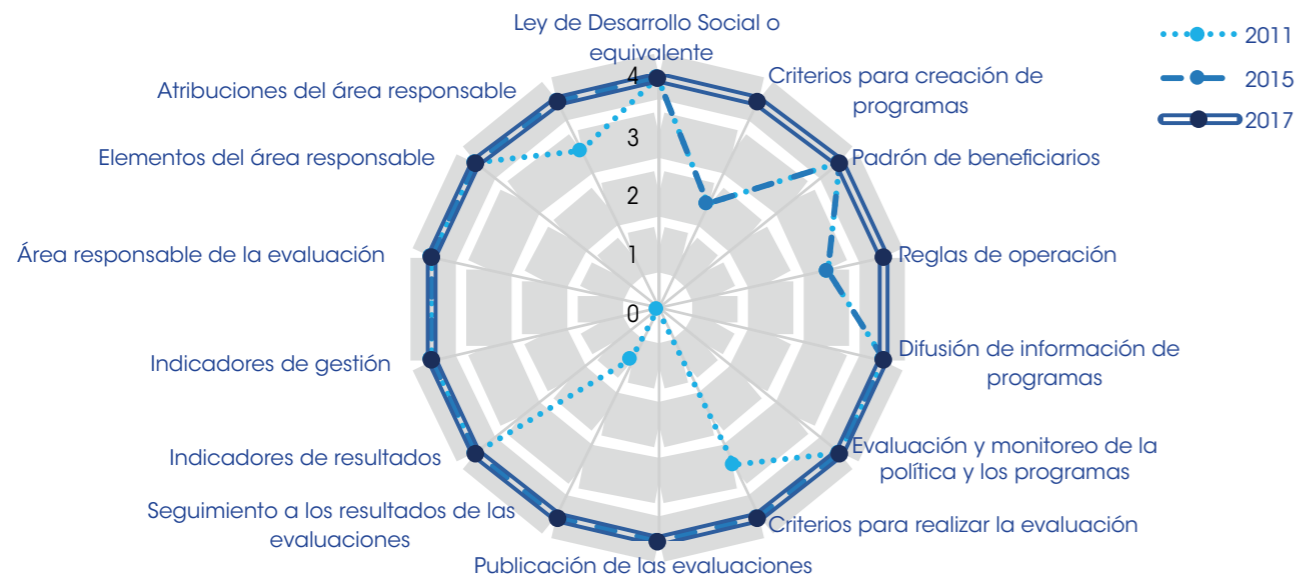 Ley de Desarrollo Social o
equivalente
2011
2015
2017
Criterios para creación de
programas
Atribuciones del área responsable
Padrón de beneficiarios
Elementos del área responsable
Reglas de operación
Área responsable de la evaluación
4
3
2
1
0
Difusión de información de
programas
Indicadores de gestión
Evaluación y monitoreo de la
política y los programas
Indicadores de resultados
Criterios para realizar la evaluación
Seguimiento a los resultados de las
evaluaciones
Publicación de las evaluaciones